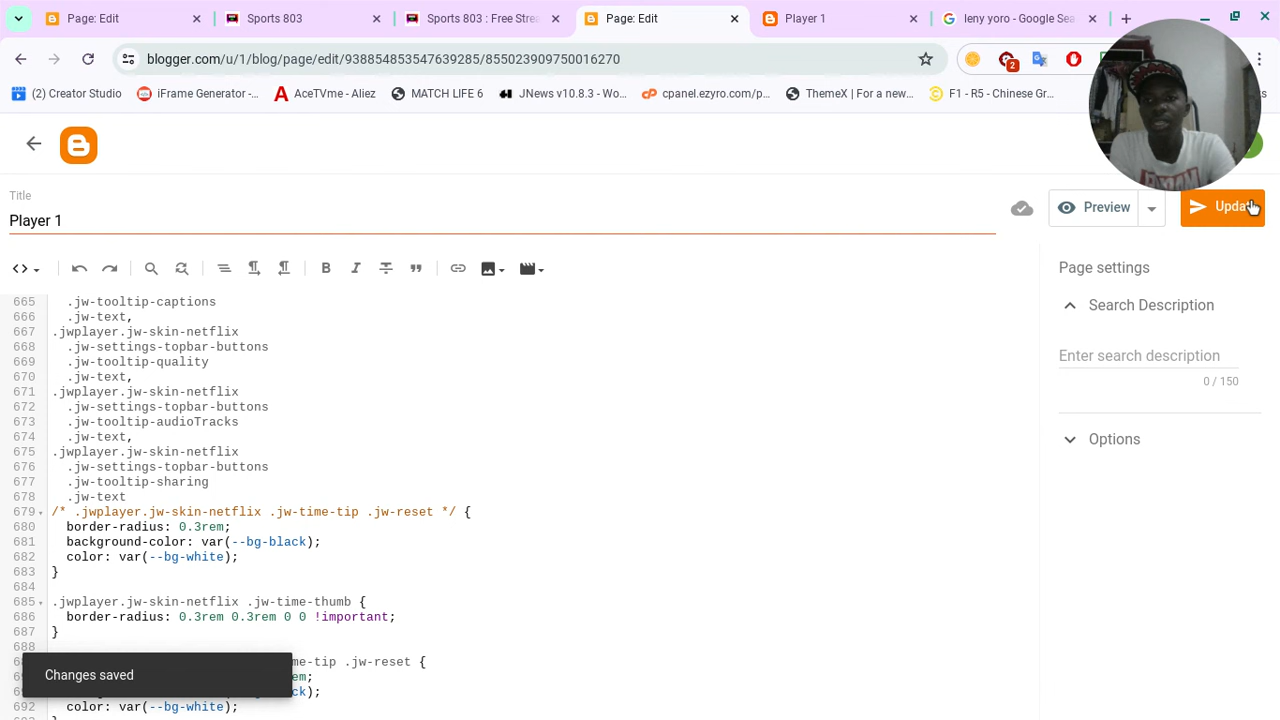 Page: Edit
Sports 803
Sports 803 : Free Stre
Page: Edit
Player 1
leny yoro - Google Sea
blogger.com/u/1/blog/page/edit/938854853547639285/855023909750016270
2
(2) Creator Studio
iFrame Generator -...
AceTVme - Aliez
MATCH LIFE 6
JNews v10.8.3 - Wo...
cpanel.ezyro.com/p...
ThemeX | For a new...
F1 - R5 - Chinese Gr...
Title
Player 1
Preview
Upda
Page settings
Search Description
Enter search description
0 / 150
Options
665 .jw-tooltip-captions
666 .jw-text,
667 .jwplayer.jw-skin-netflix
668 .jw-settings-topbar-buttons
669 .jw-tooltip-quality
670 .jw-text,
671 .jwplayer.jw-skin-netflix
672 .jw-settings-topbar-buttons
673 .jw-tooltip-audioTracks
674 .jw-text,
675 .jwplayer.jw-skin-netflix
676 .jw-settings-topbar-buttons
677 .jw-tooltip-sharing
678 .jw-text
679 /* .jwplayer.jw-skin-netflix .jw-time-tip .jw-reset */ {
680 border-radius: 0.3rem;
681 background-color: var(--bg-black);
682 color: var(--bg-white);
683 }
684
685 .jwplayer.jw-skin-netflix .jw-time-thumb {
686 border-radius: 0.3rem 0.3rem 0 0 !important;
687 }
688
me-tip .jw-reset {
em;
ck);
692 color: var(--bg-white);
Changes saved